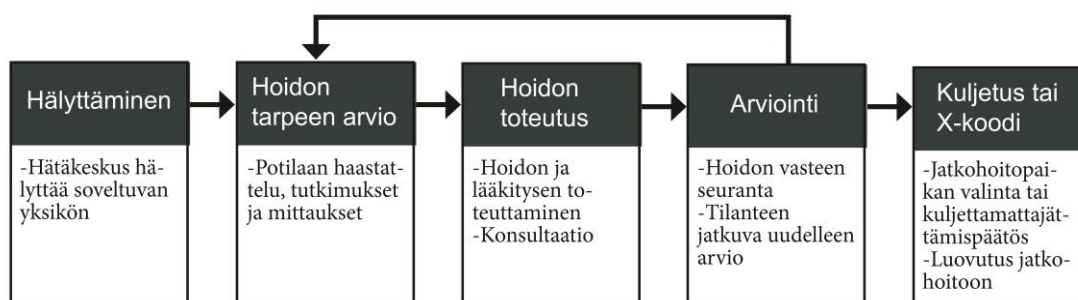 Hälyttäminen
-Hätäkeskus hä-
lyttää soveltuvan
yksikön
Hoidon
tarpeen arvio
-Potilaan haastat-
telu, tutkimukset
ja mittaukset
Hoidon
toteutus
-Hoidon ja
lääkitysen to-
teuttaminen
-Konsultaatio
Arviointi
-Hoidon vasteen
seuranta
-Tilanteen
jatkuva uudelleen
arvio
Kuljetus tai
X-koodi
-Jatkohoitopai-
kan valinta tai
kuljettamattajät-
tämispäätös
-Luovutus jatko-
hoitoon